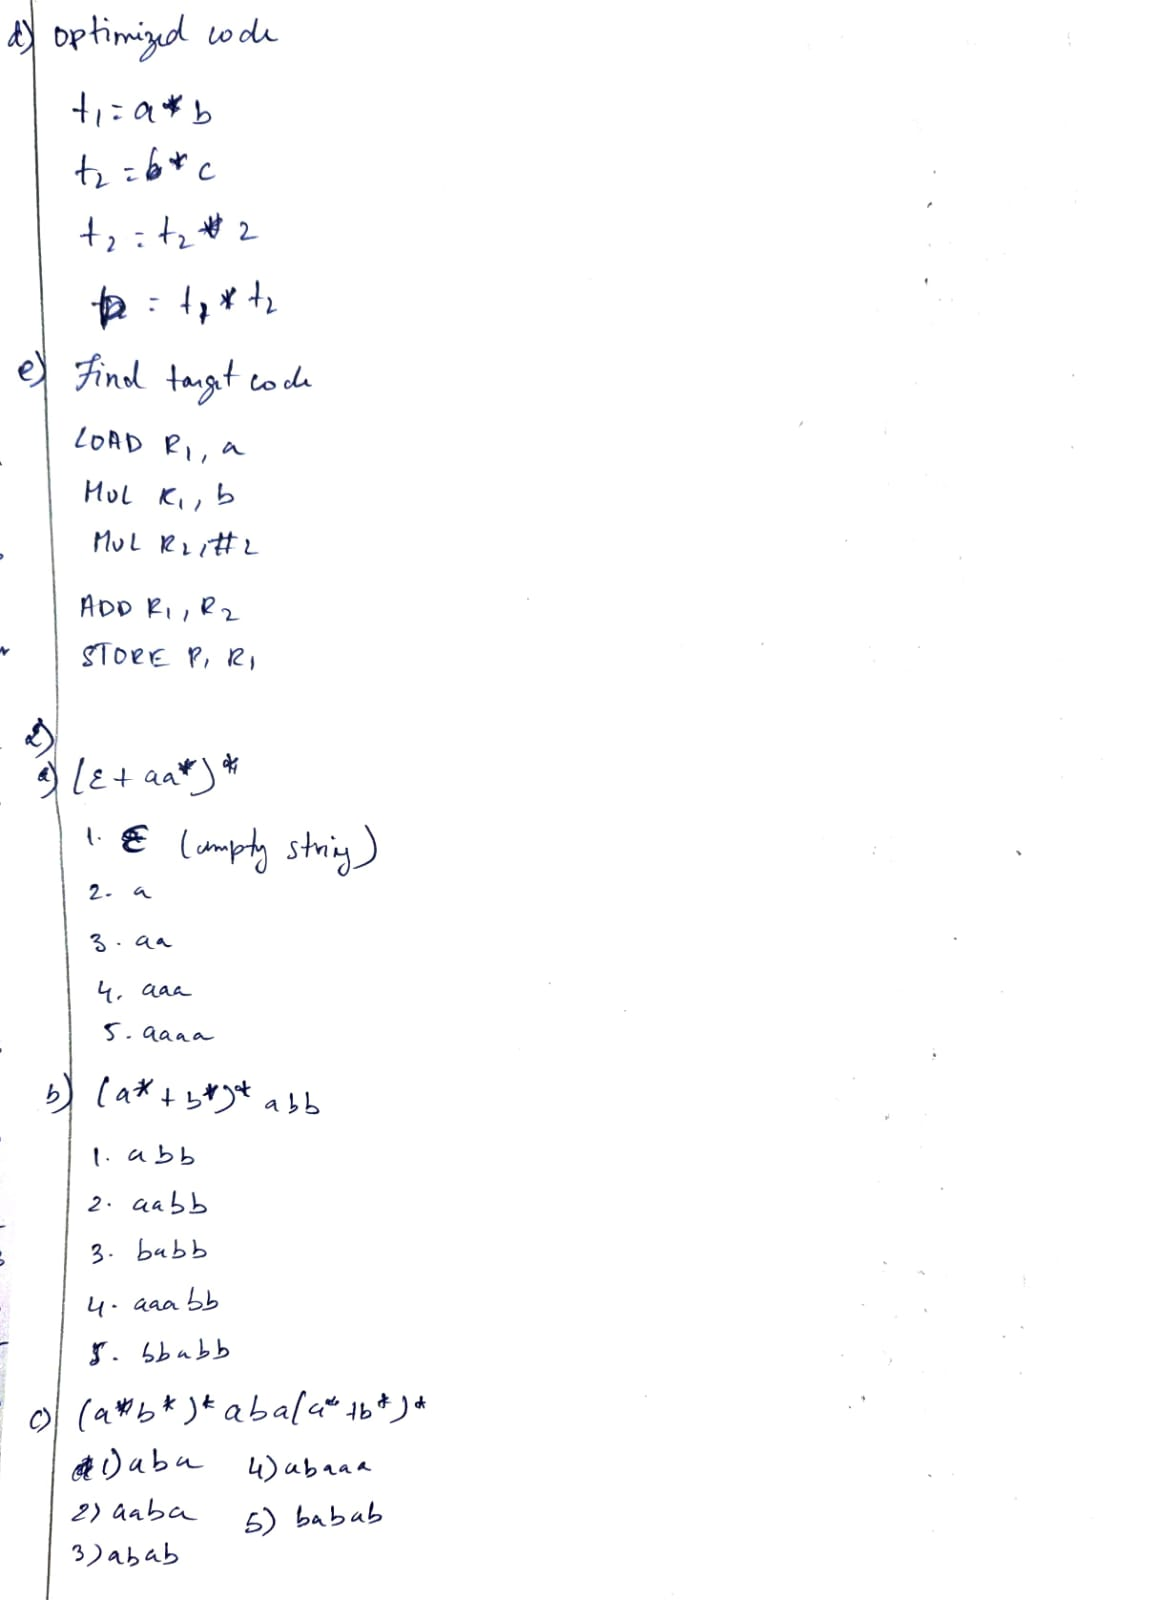 d) optimized code
t1 = a * b
t2 = b * c
t2 = t2 * 2
p = t1 * t2
e) Find target code
LOAD R1, a
MUL R1, b
MUL R2, #2
ADD R1, R2
STORE P, R1
2)
a) (ε + aa*)*
1. ε (empty string)
2. a
3. aa
4. aaa
5. aaaa
b) (a* + b*)* abb
1. abb
2. aabb
3. babb
4. aaabb
5. bbabb
c) (a*b*)* aba(a* + b*)*
1) aba 4) abaaa
2) aaba 5) babab
3) abab